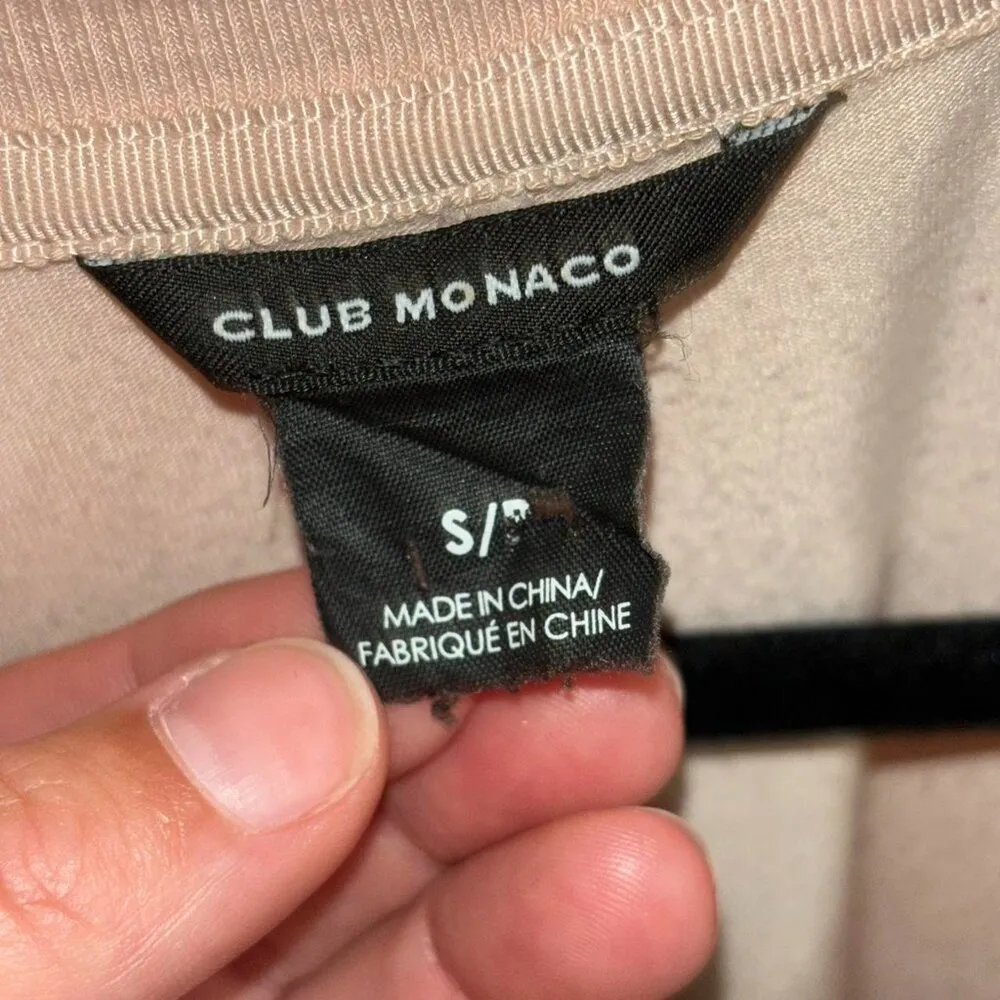 CLUB MONACO
S/P
MADE IN CHINA/
FABRIQUÉ EN CHINE